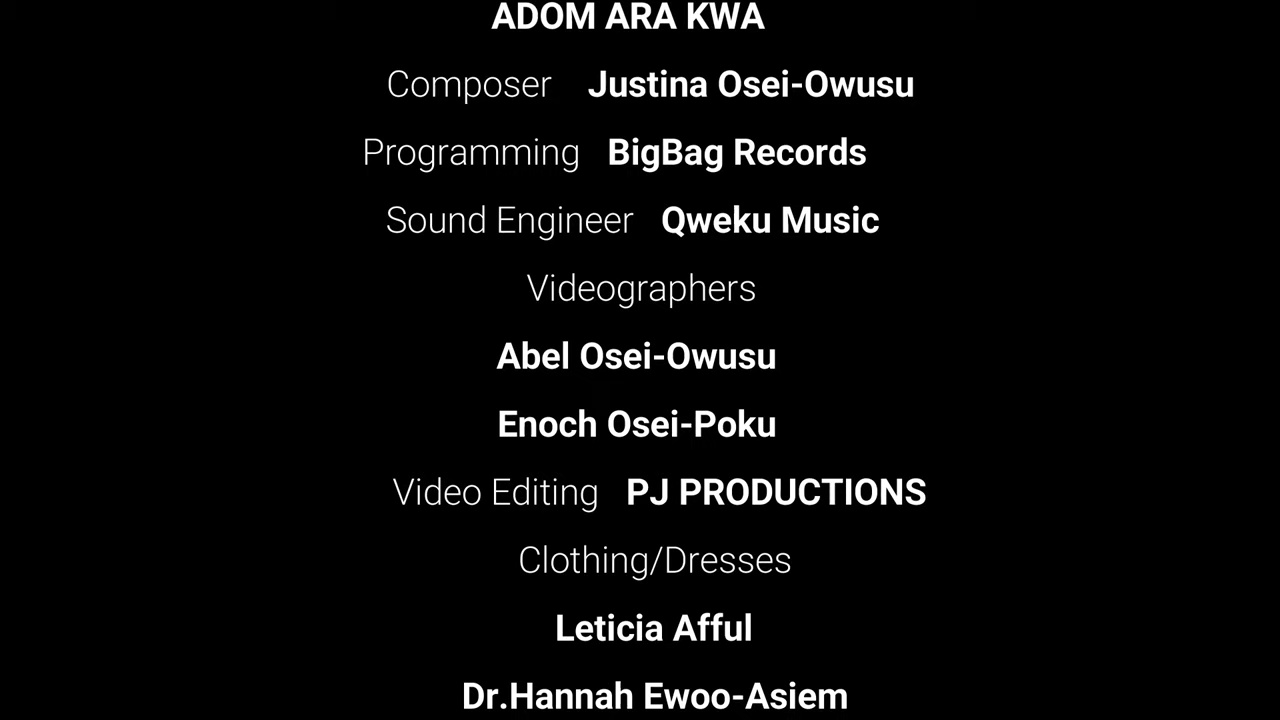 ADOM ARA KWA
Composer Justina Osei-Owusu
Programming BigBag Records
Sound Engineer Qweku Music
Videographers
Abel Osei-Owusu
Enoch Osei-Poku
Video Editing PJ PRODUCTIONS
Clothing/Dresses
Leticia Afful
Dr.Hannah Ewoo-Asiem